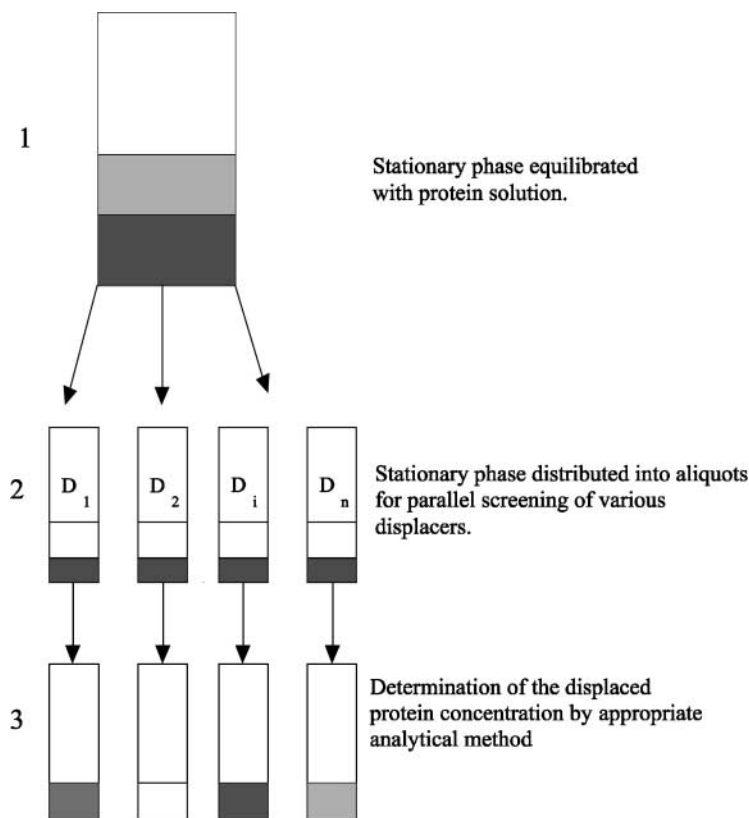 1
Stationary phase equilibrated
with protein solution.
2
D 1
D 2
D i
D n
Stationary phase distributed into aliquots
for parallel screening of various
displacers.
3
Determination of the displaced
protein concentration by appropriate
analytical method